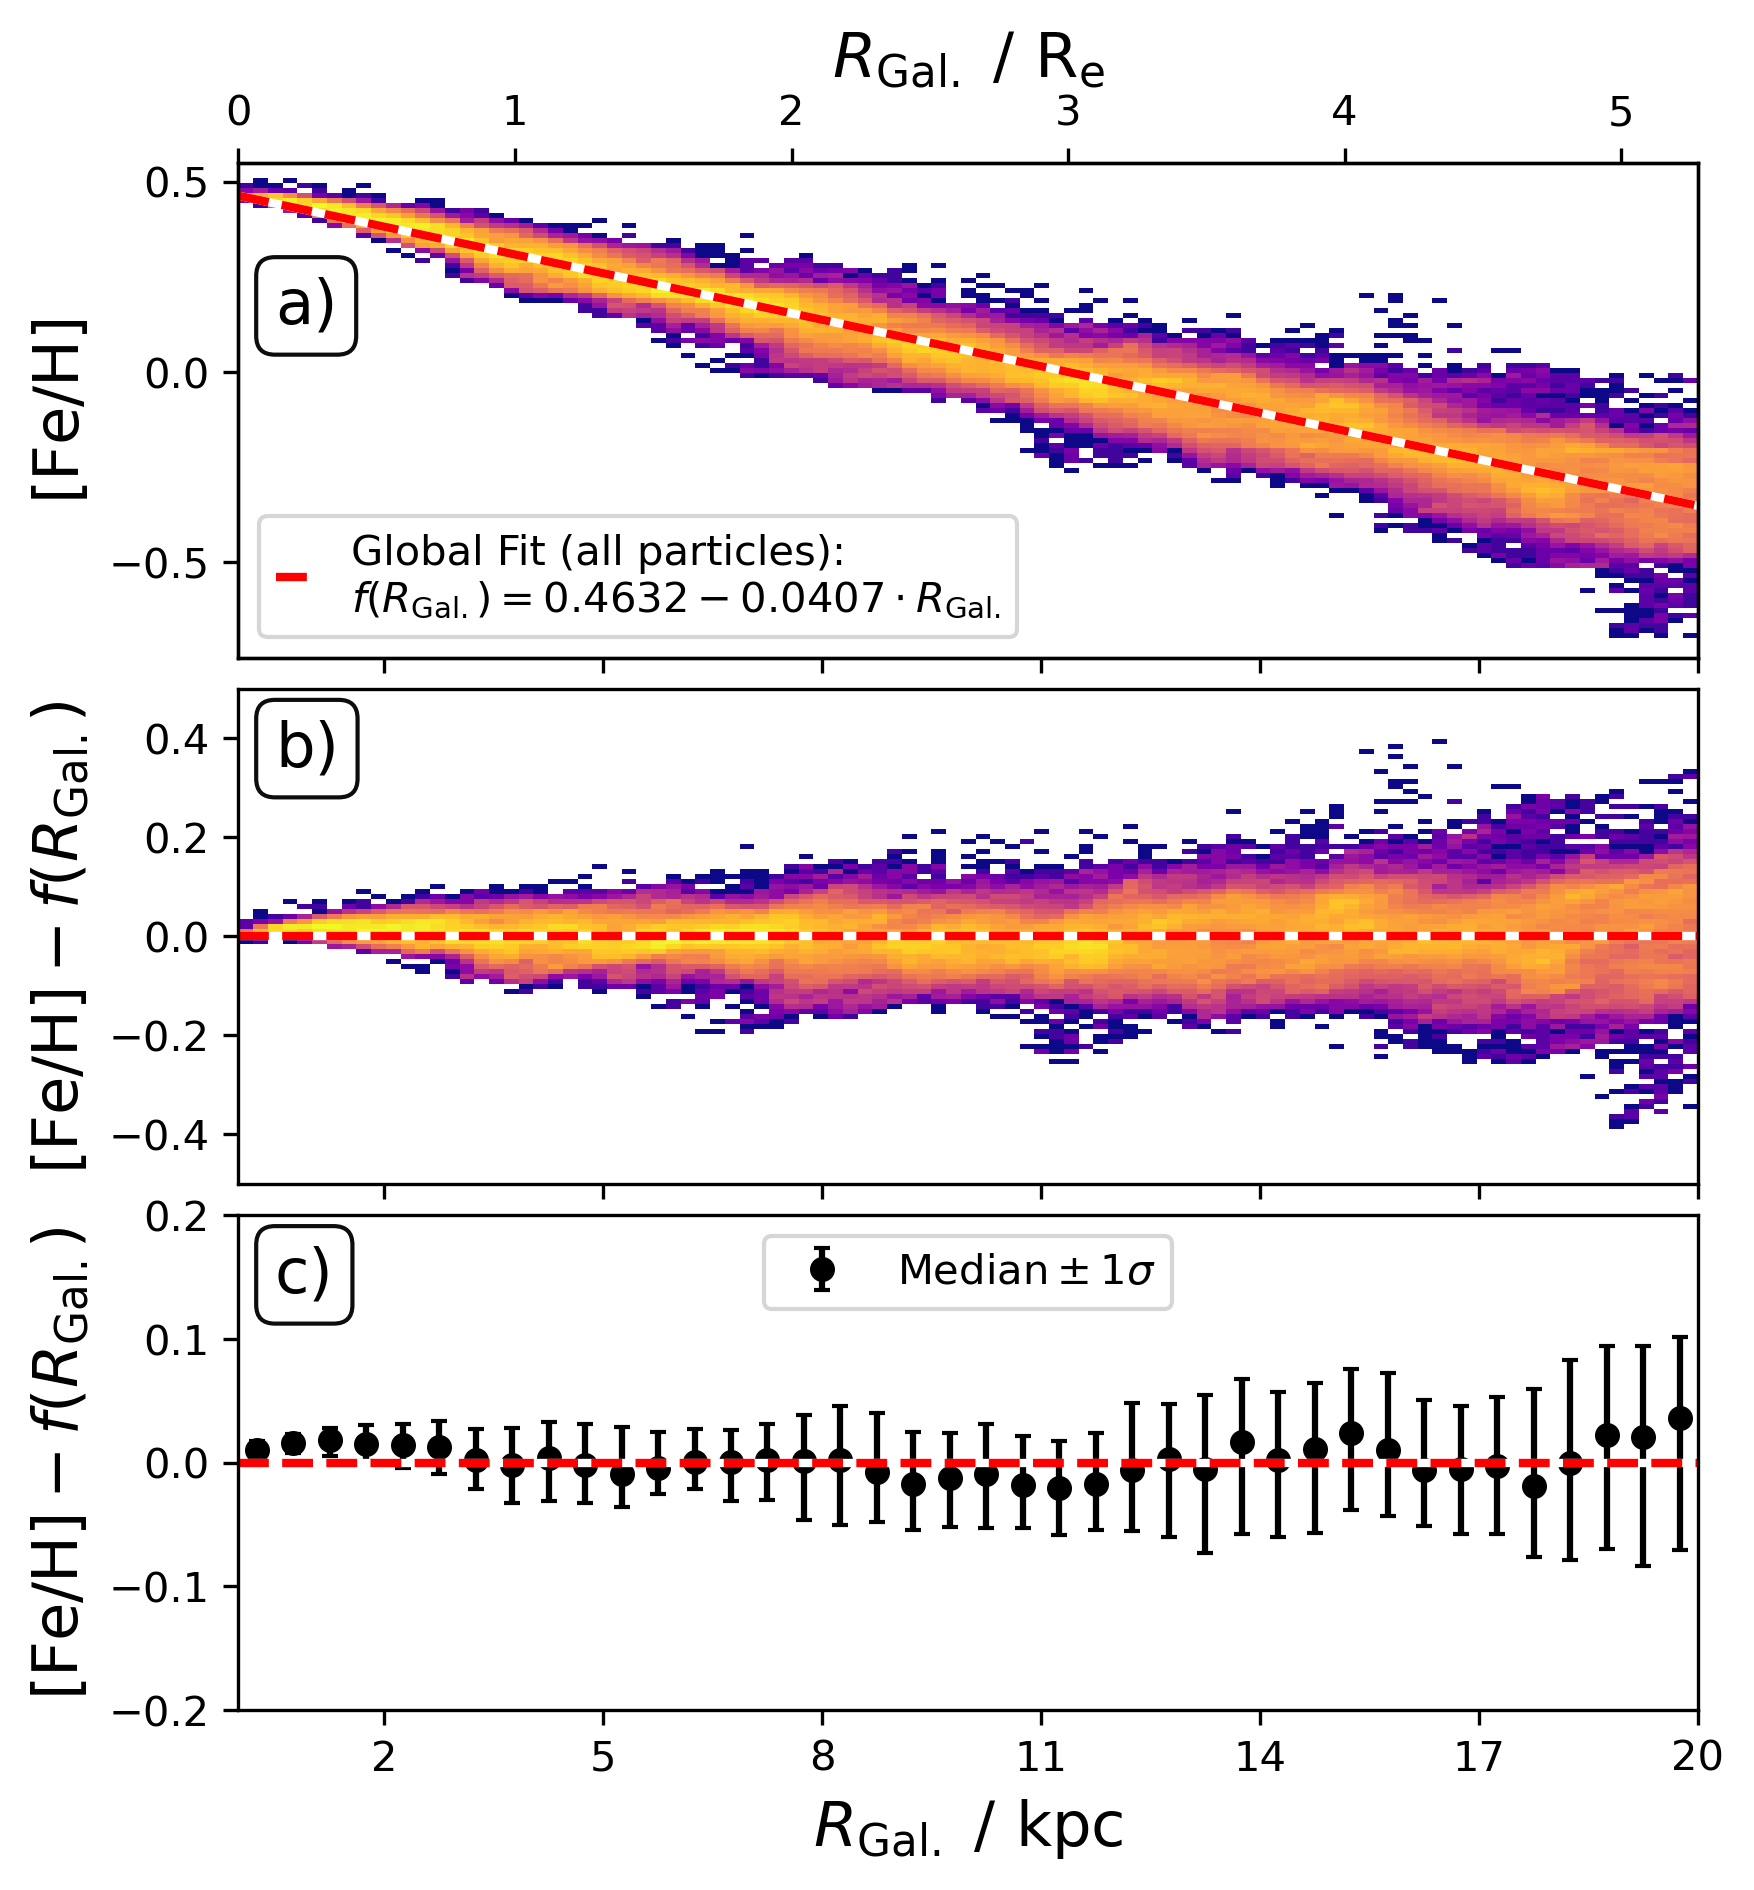 R_Gal. / R_e
0 1 2 3 4 5
[Fe/H]
0.5
0.0
−0.5
a)
Global Fit (all particles):
f(R_Gal.) = 0.4632 − 0.0407 · R_Gal.
[Fe/H] − f(R_Gal.)
0.4
0.2
0.0
−0.2
−0.4
b)
[Fe/H] − f(R_Gal.)
0.2
0.1
0.0
−0.1
−0.2
c)
Median ± 1σ
2 5 8 11 14 17 20
R_Gal. / kpc